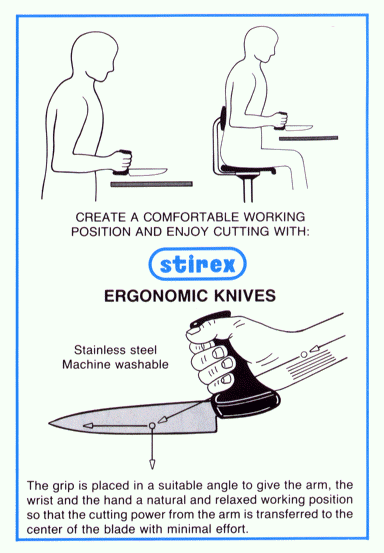 CREATE A COMFORTABLE WORKING
POSITION AND ENJOY CUTTING WITH:
stirex
ERGONOMIC KNIVES
Stainless steel
Machine washable
The grip is placed in a suitable angle to give the arm, the
wrist and the hand a natural and relaxed working position
so that the cutting power from the arm is transferred to the
center of the blade with minimal effort.